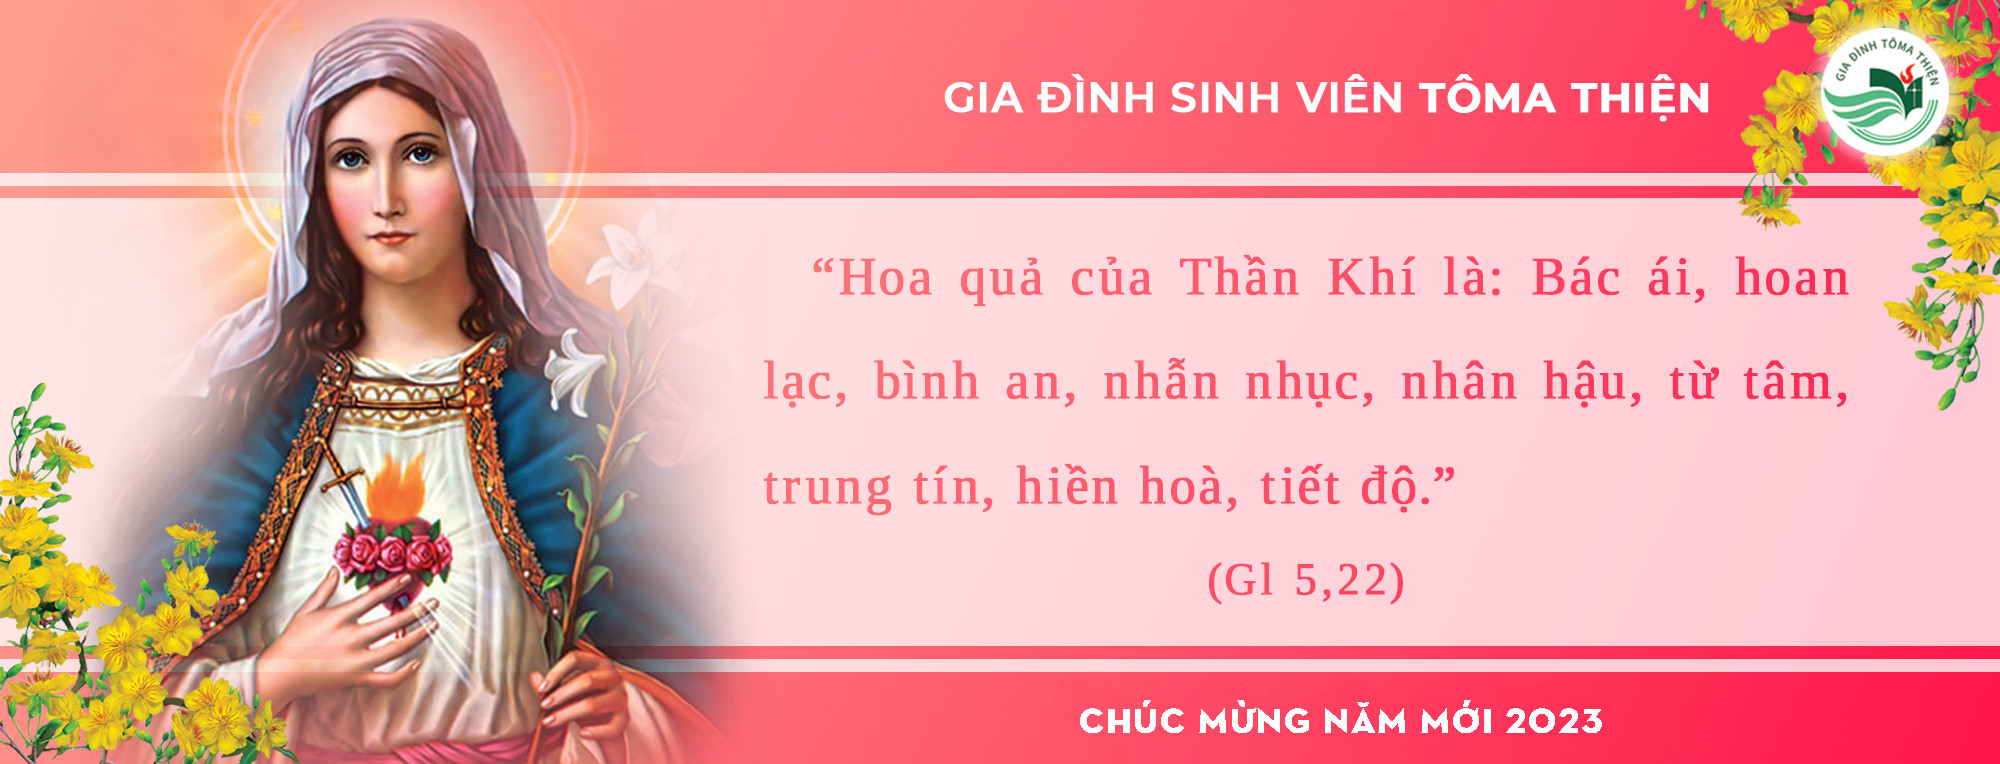 GIA ĐÌNH SINH VIÊN TÔMA THIỆN
GIA ĐÌNH TÔMA THIỆN
“Hoa quả của Thần Khí là: Bác ái, hoan
lạc, bình an, nhẫn nhục, nhân hậu, từ tâm,
trung tín, hiền hoà, tiết độ.”
(Gl 5,22)
CHÚC MỪNG NĂM MỚI 2023